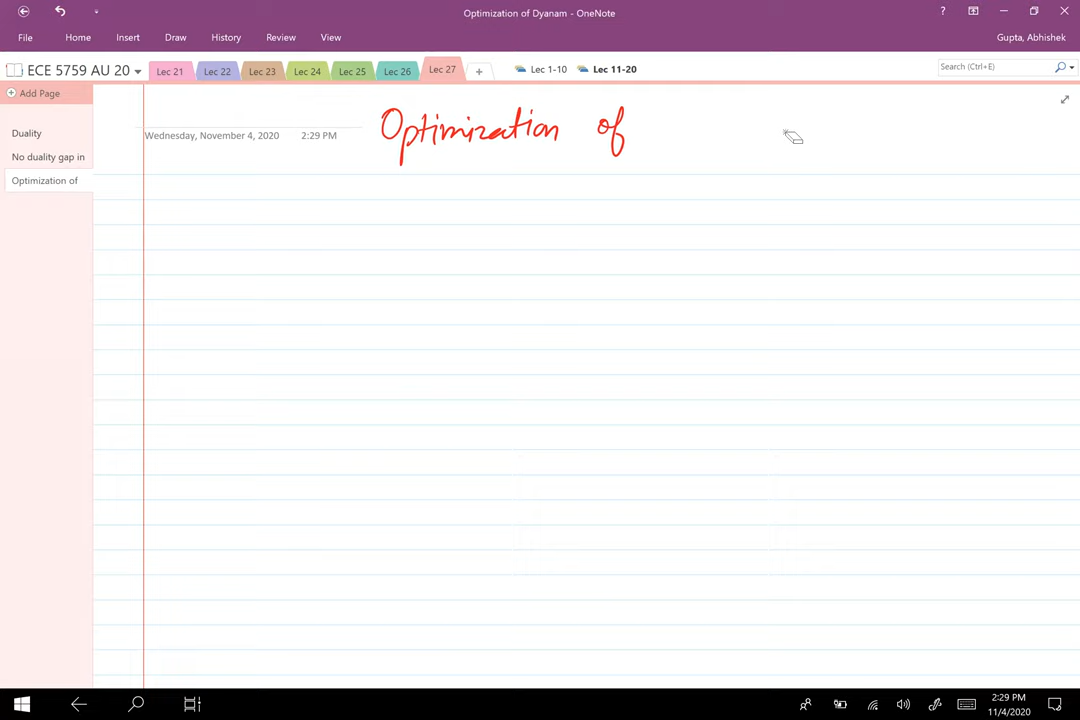 Optimization of Dyanam - OneNote
File Home Insert Draw History Review View Gupta, Abhishek
ECE 5759 AU 20 Lec 21 Lec 22 Lec 23 Lec 24 Lec 25 Lec 26 Lec 27 + Lec 1-10 Lec 11-20 Search (Ctrl+E)
Add Page
Optimization of
Wednesday, November 4, 2020 2:29 PM
Duality
No duality gap in
Optimization of
2:29 PM
11/4/2020